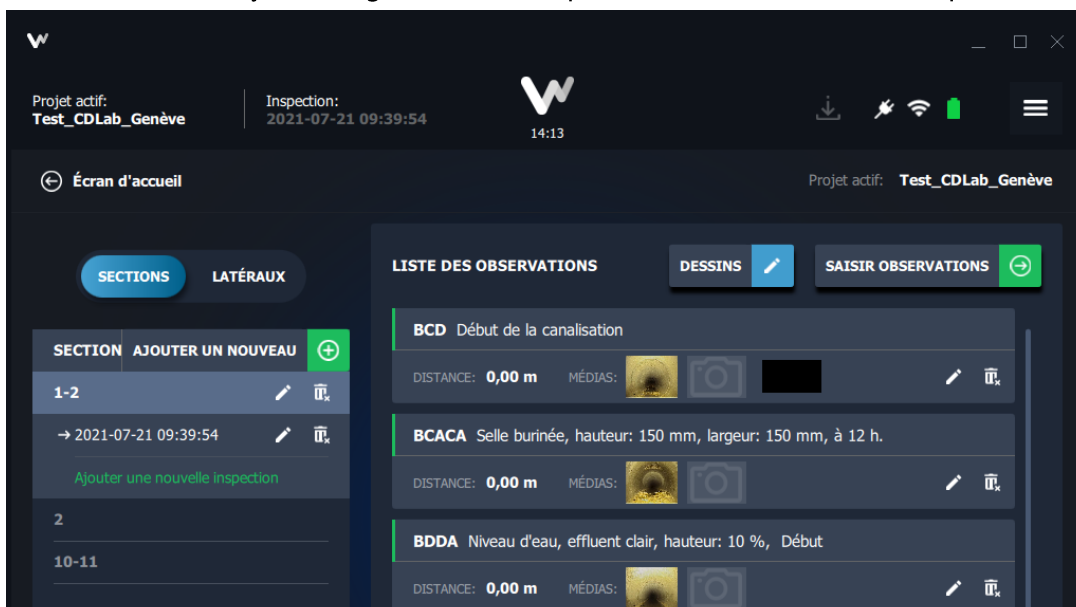 Projet actif:
Test_CDLab_Genève
Inspection:
2021-07-21 09:39:54
14:13
Écran d'accueil
Projet actif: Test_CDLab_Genève
SECTIONS LATÉRAUX
SECTION AJOUTER UN NOUVEAU
1-2
→ 2021-07-21 09:39:54
Ajouter une nouvelle inspection
2
10-11
LISTE DES OBSERVATIONS DESSINS SAISIR OBSERVATIONS
BCD Début de la canalisation
DISTANCE: 0,00 m MÉDIAS:
BCACA Selle burinée, hauteur: 150 mm, largeur: 150 mm, à 12 h.
DISTANCE: 0,00 m MÉDIAS:
BDDA Niveau d'eau, effluent clair, hauteur: 10 %, Début
DISTANCE: 0,00 m MÉDIAS: